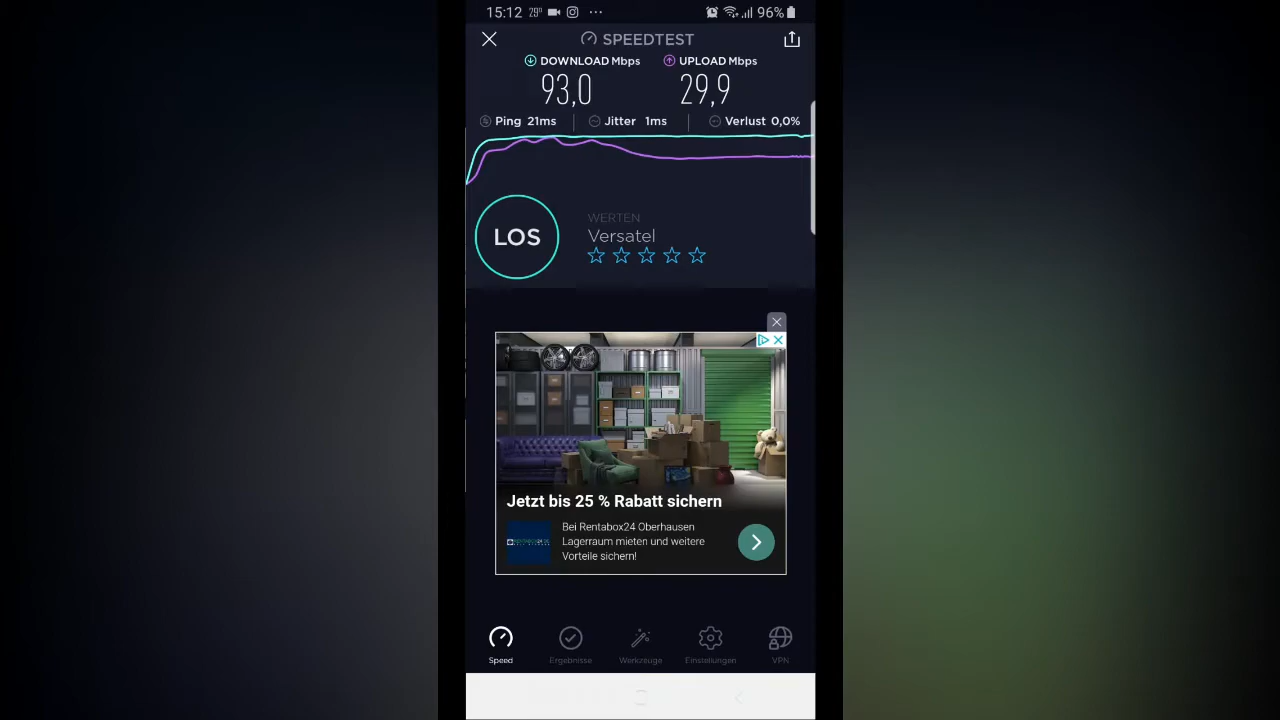 15:12 29° ... 96%
SPEEDTEST
DOWNLOAD Mbps UPLOAD Mbps
93,0 29,9
Ping 21ms Jitter 1ms Verlust 0,0%
LOS
WERTEN
Versatel
Jetzt bis 25 % Rabatt sichern
Bei Rentabox24 Oberhausen
Lagerraum mieten und weitere
Vorteile sichern!
Speed Ergebnisse Werkzeuge Einstellungen VPN